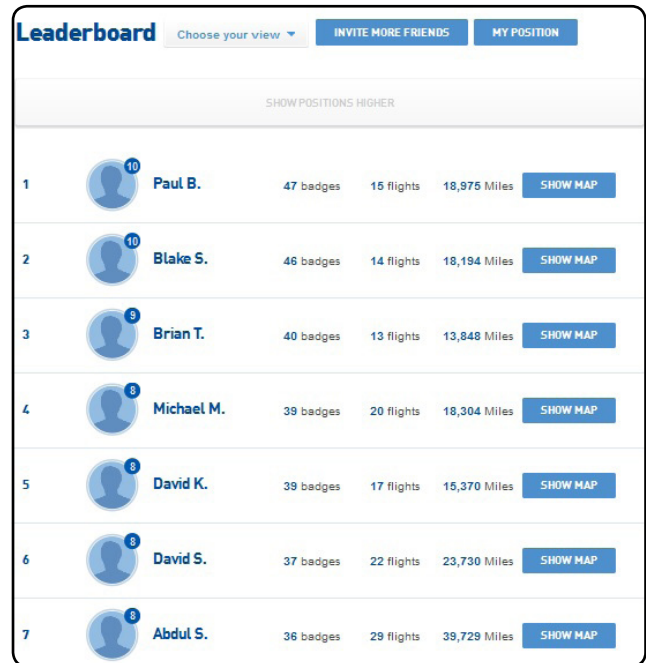 Leaderboard Choose your view INVITE MORE FRIENDS MY POSITION
SHOW POSITIONS HIGHER
1 10 Paul B. 47 badges 15 flights 18,975 Miles SHOW MAP
2 10 Blake S. 46 badges 14 flights 18,194 Miles SHOW MAP
3 9 Brian T. 40 badges 13 flights 13,848 Miles SHOW MAP
4 8 Michael M. 39 badges 20 flights 18,304 Miles SHOW MAP
5 8 David K. 39 badges 17 flights 15,370 Miles SHOW MAP
6 8 David S. 37 badges 22 flights 23,730 Miles SHOW MAP
7 8 Abdul S. 36 badges 29 flights 39,729 Miles SHOW MAP